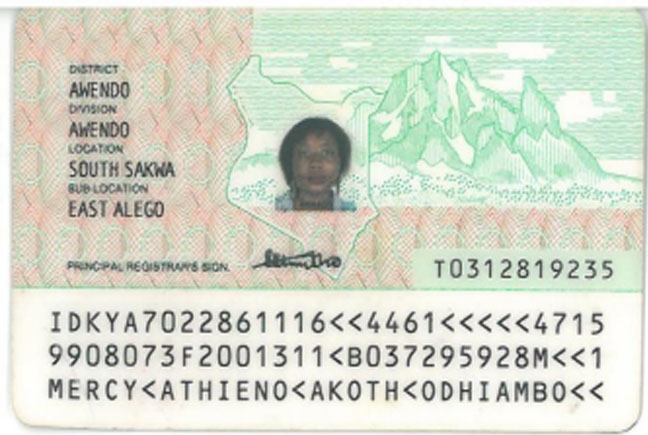 DISTRICT
AWENDO
DIVISION
AWENDO
LOCATION
SOUTH SAKWA
SUB-LOCATION
EAST ALEGO
PRINCIPAL REGISTRAR'S SIGN.
T0312819235
IDKYA7022861116<<4461<<<<<4715
9908073F2001311<B037295928M<<1
MERCY<ATHIENO<AKOTH<ODHIAMBO<<